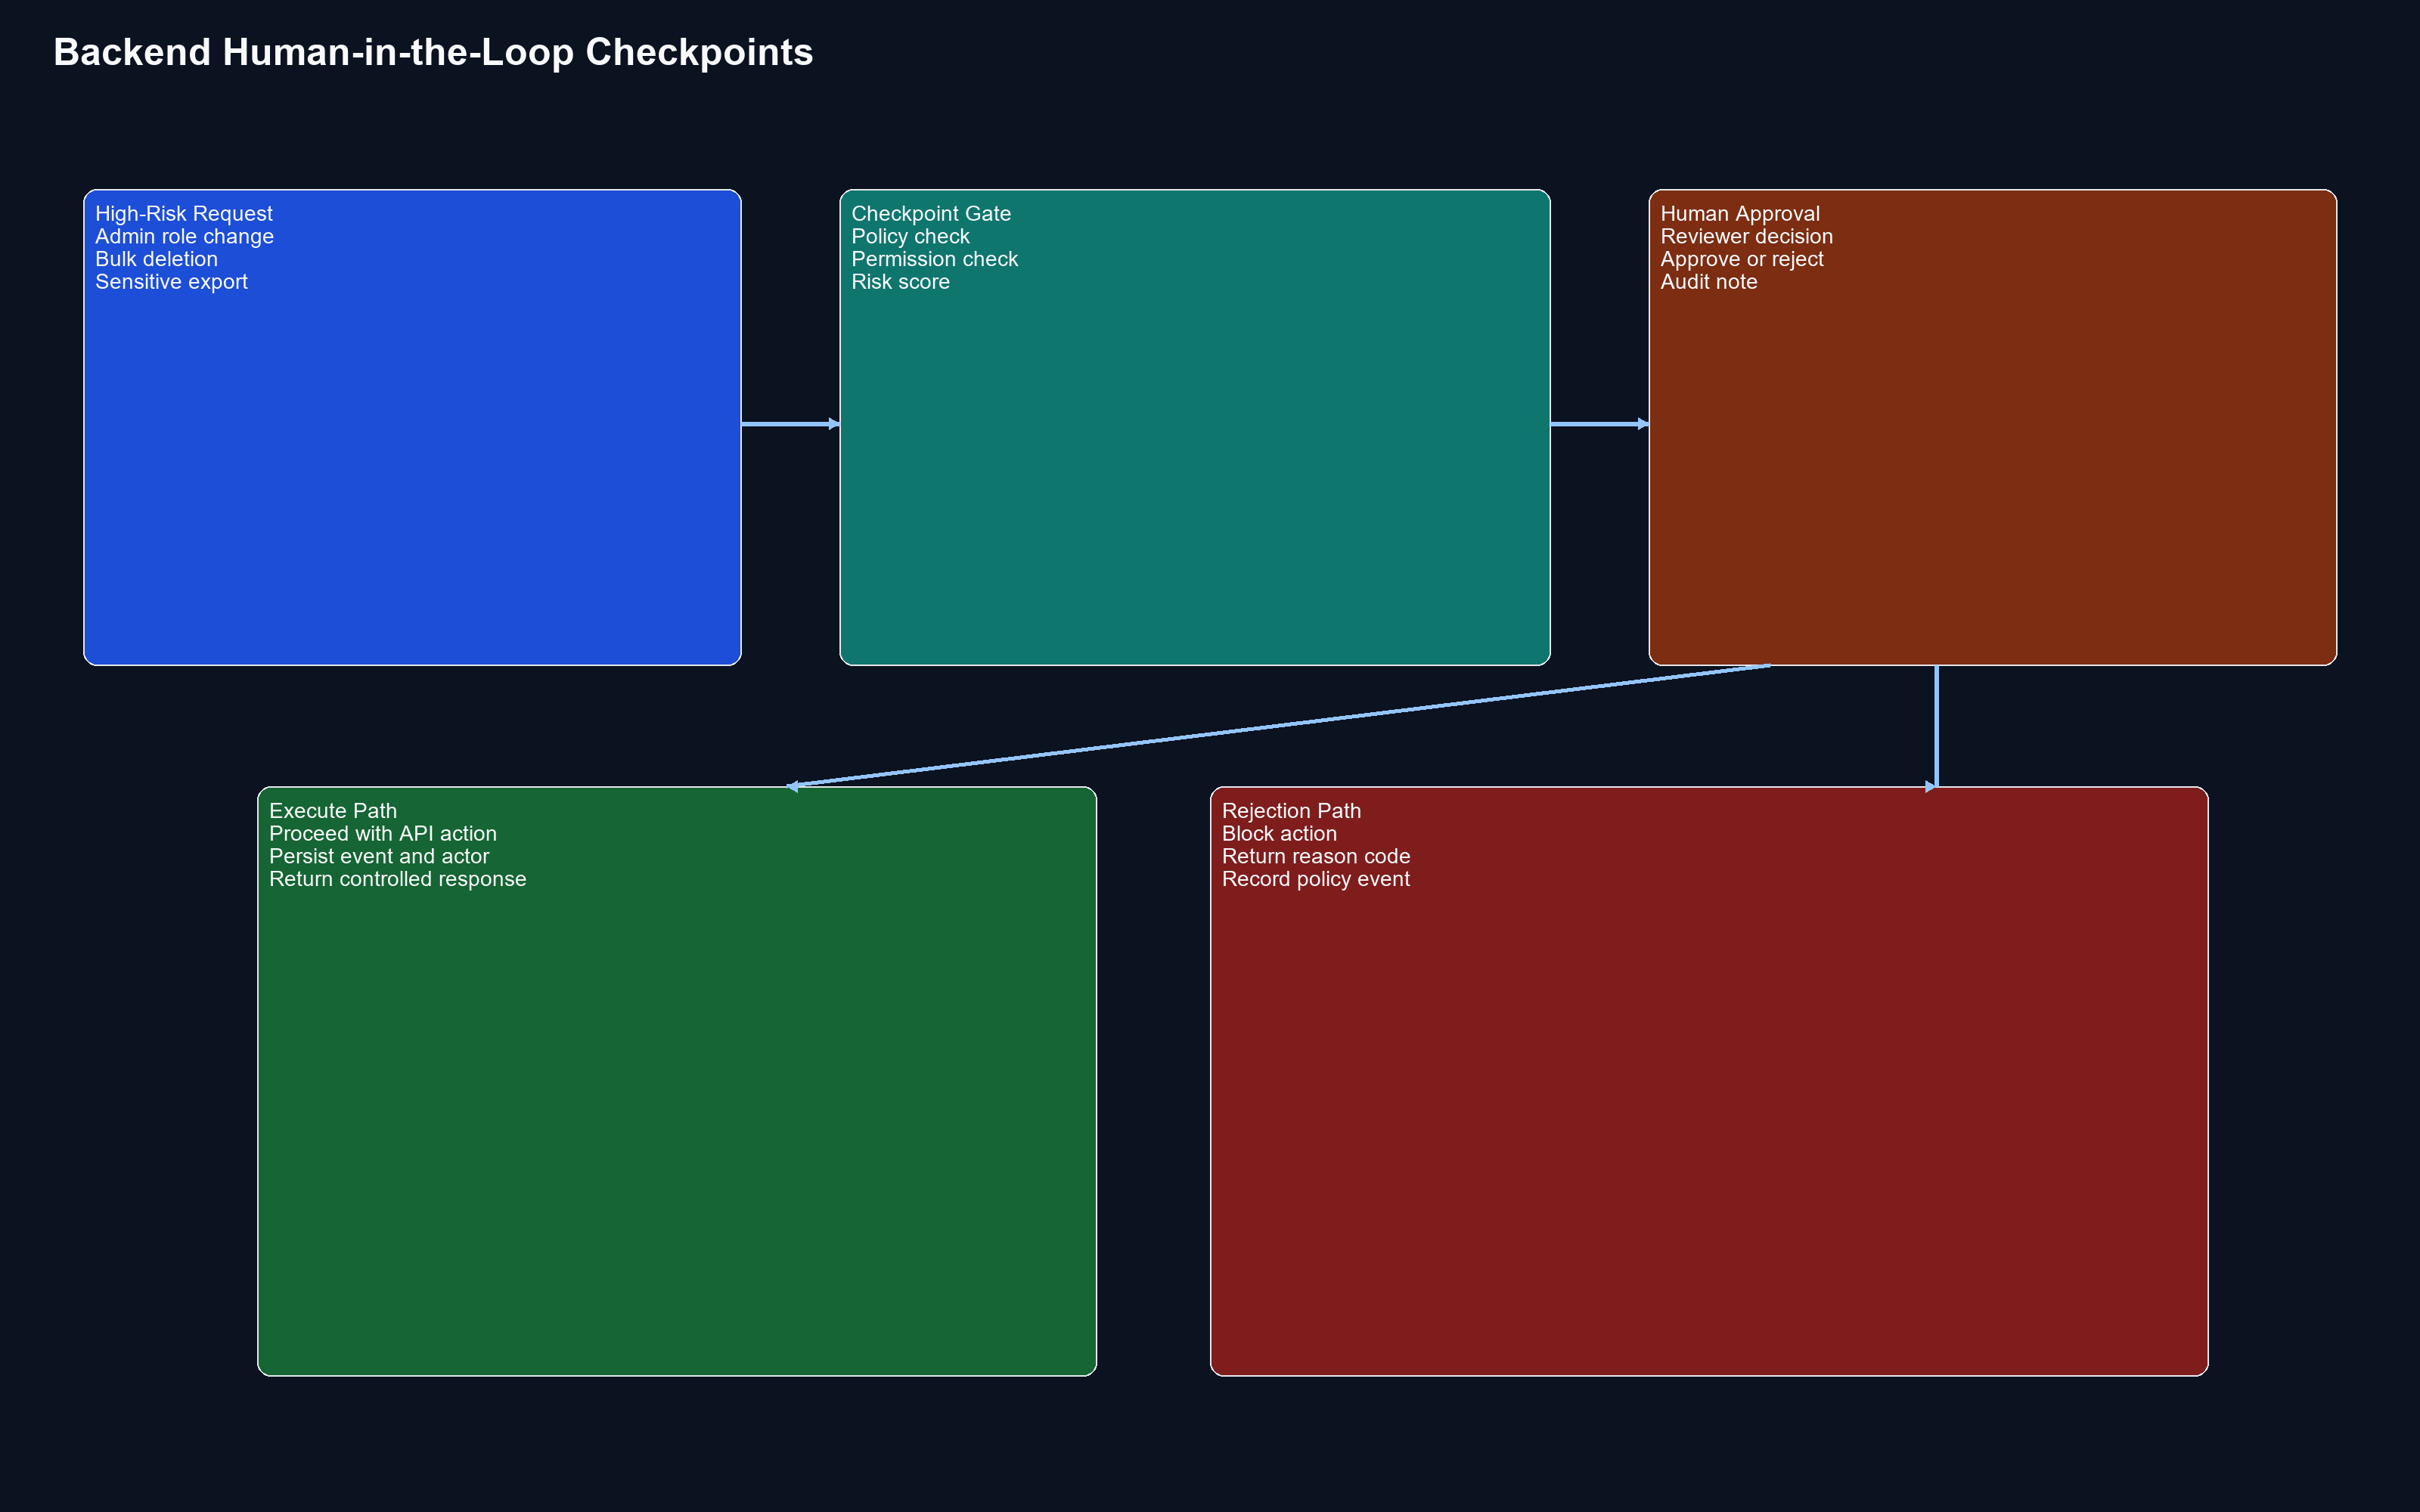 Backend Human-in-the-Loop Checkpoints
High-Risk Request
Admin role change
Bulk deletion
Sensitive export
Checkpoint Gate
Policy check
Permission check
Risk score
Human Approval
Reviewer decision
Approve or reject
Audit note
Execute Path
Proceed with API action
Persist event and actor
Return controlled response
Rejection Path
Block action
Return reason code
Record policy event